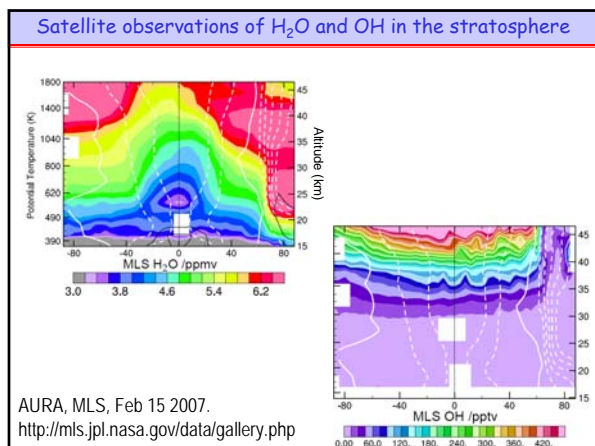 Satellite observations of H₂O and OH in the stratosphere
1800
1400
1040
800
620
490
390
Potential Temperature (K)
45
40
35
30
25
20
15
Altitude (km)
-80 -40 0 40 80
MLS H₂O /ppmv
3.0 3.8 4.6 5.4 6.2
45
40
35
30
25
20
15
-80 -40 0 40 80
MLS OH /pptv
0.00 60.0 120. 180. 240. 300. 360. 420.
AURA, MLS, Feb 15 2007.
http://mls.jpl.nasa.gov/data/gallery.php